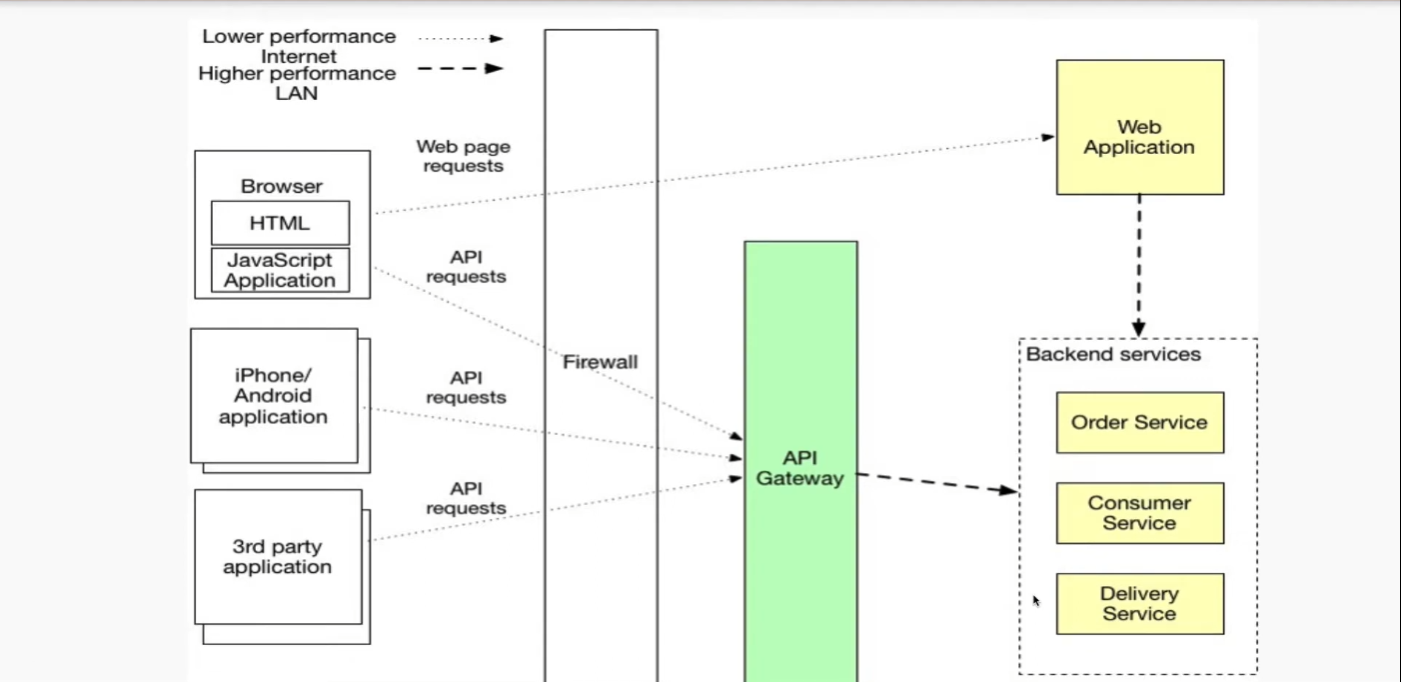 Lower performance
Internet
Higher performance
LAN
Web page
requests
Browser
HTML
JavaScript
Application
API
requests
iPhone/
Android
application
API
requests
3rd party
application
API
requests
Firewall
API
Gateway
Web
Application
Backend services
Order Service
Consumer
Service
Delivery
Service